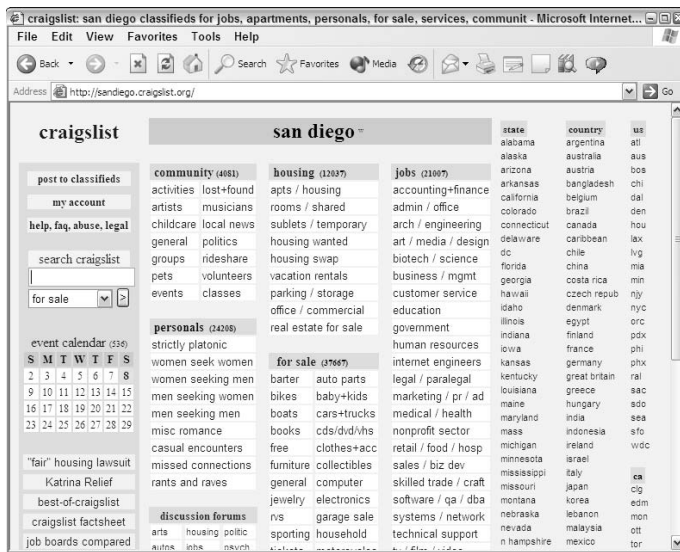 craigslist: san diego classifieds for jobs, apartments, personals, for sale, services, communit - Microsoft Internet...
File Edit View Favorites Tools Help
Back Search Favorites Media
Address http://sandiego.craigslist.org/ Go
craigslist
post to classifieds
my account
help, faq, abuse, legal
search craigslist
for sale >
event calendar (536)
S M T W T F S
2 3 4 5 6 7 8
9 10 11 12 13 14 15
16 17 18 19 20 21 22
23 24 25 26 27 28 29
"fair" housing lawsuit
Katrina Relief
best-of-craigslist
craigslist factsheet
job boards compared
san diego
community (4081)
activities lost+found
artists musicians
childcare local news
general politics
groups rideshare
pets volunteers
events classes
personals (24208)
strictly platonic
women seek women
women seeking men
men seeking women
men seeking men
misc romance
casual encounters
missed connections
rants and raves
discussion forums
arts housing politic
autos jobs psych
housing (12037)
apts / housing
rooms / shared
sublets / temporary
housing wanted
housing swap
vacation rentals
parking / storage
office / commercial
real estate for sale
for sale (37667)
barter auto parts
bikes baby+kids
boats cars+trucks
books cds/dvd/vhs
free clothes+acc
furniture collectibles
general computer
jewelry electronics
rvs garage sale
sporting household
tickets motorcycles
jobs (21007)
accounting+finance
admin / office
arch / engineering
art / media / design
biotech / science
business / mgmt
customer service
education
government
human resources
internet engineers
legal / paralegal
marketing / pr / ad
medical / health
nonprofit sector
retail / food / hosp
sales / biz dev
skilled trade / craft
software / qa / dba
systems / network
technical support
tv / film / video
state
alabama
alaska
arizona
arkansas
california
colorado
connecticut
delaware
dc
florida
georgia
hawaii
idaho
illinois
indiana
iowa
kansas
kentucky
louisiana
maine
maryland
mass
michigan
minnesota
mississippi
missouri
montana
nebraska
nevada
n hampshire
country
argentina
australia
austria
bangladesh
belgium
brazil
canada
caribbean
chile
china
costa rica
czech repub
denmark
egypt
finland
france
germany
great britain
greece
hungary
india
indonesia
ireland
israel
italy
japan
korea
lebanon
malaysia
mexico
us
atl
aus
bos
chi
dal
den
hou
lax
lvg
mia
min
njy
nyc
orc
pdx
phi
phx
ral
sac
sdo
sea
sfo
wdc
ca
clg
edm
mon
ott
tor